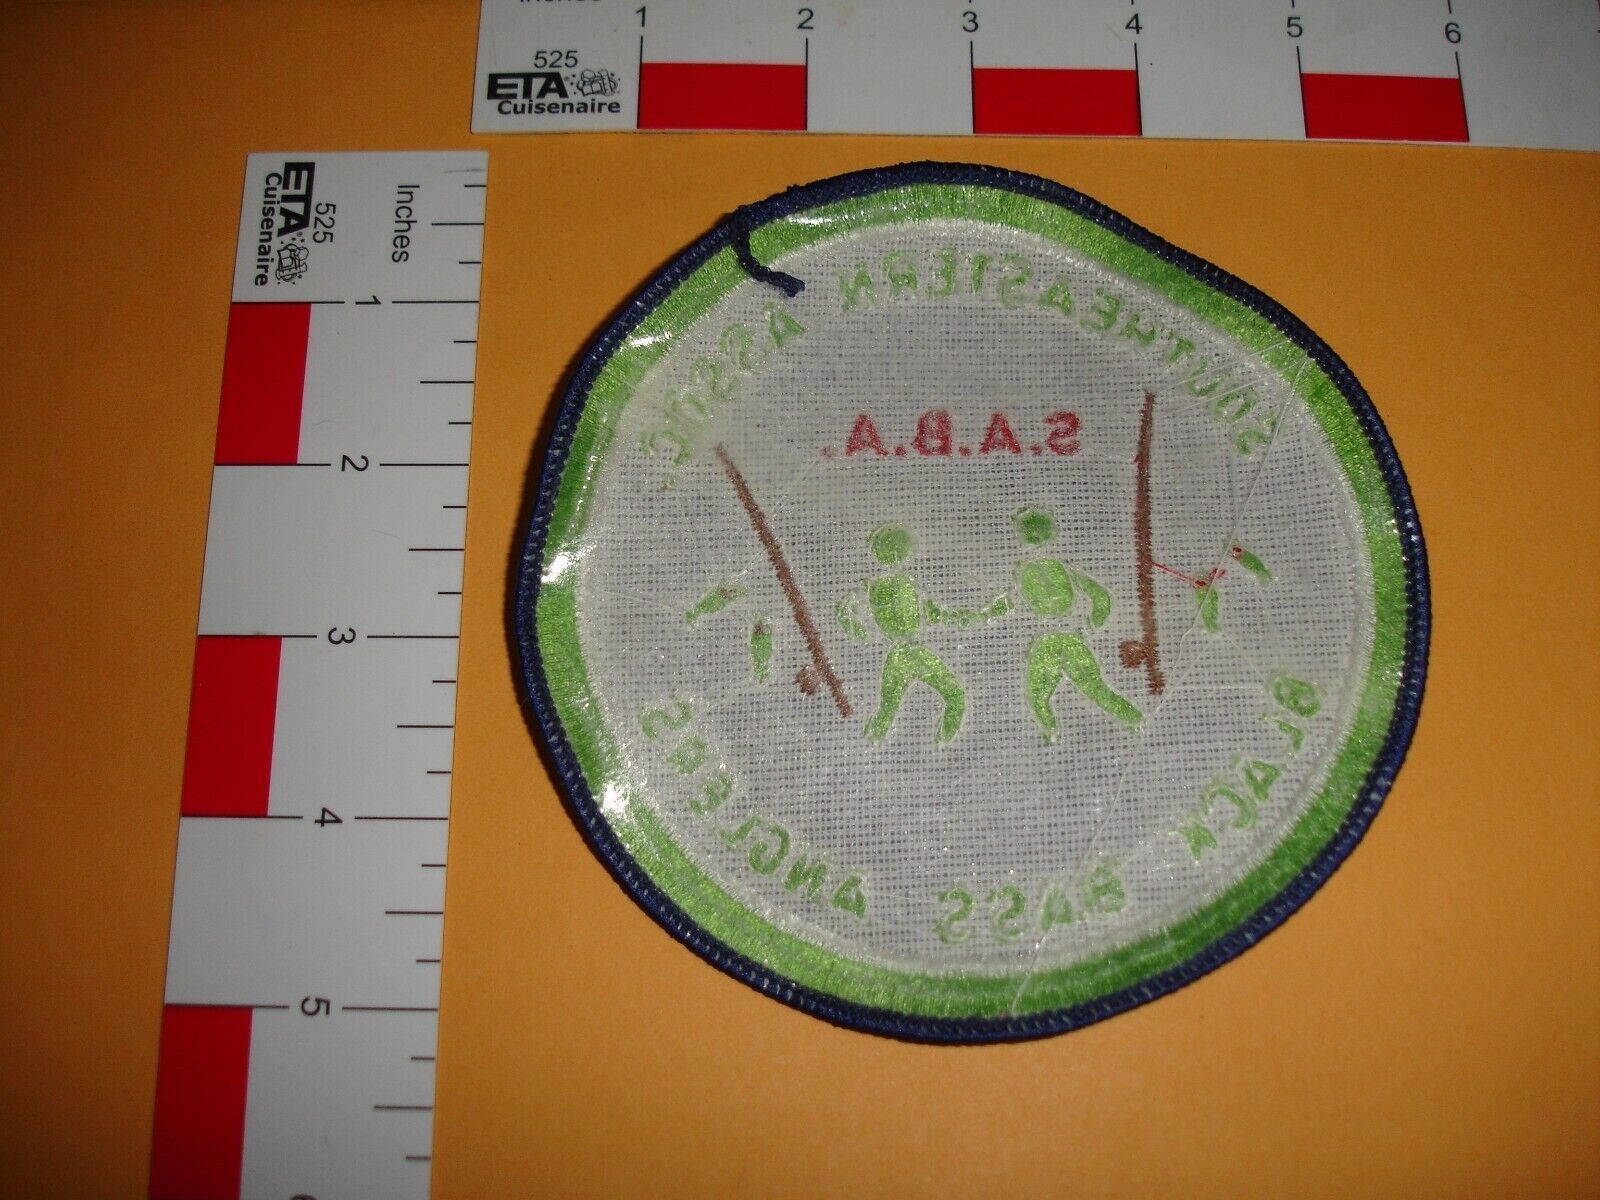 Inches
1 2 3 4 5 6
525
ETA
Cuisenaire
Inches
525
ETA
Cuisenaire
1
2
3
4
5
SOUTHEASTERN ASSOC.
S.A.B.A.
BLACK BASS ANGLERS